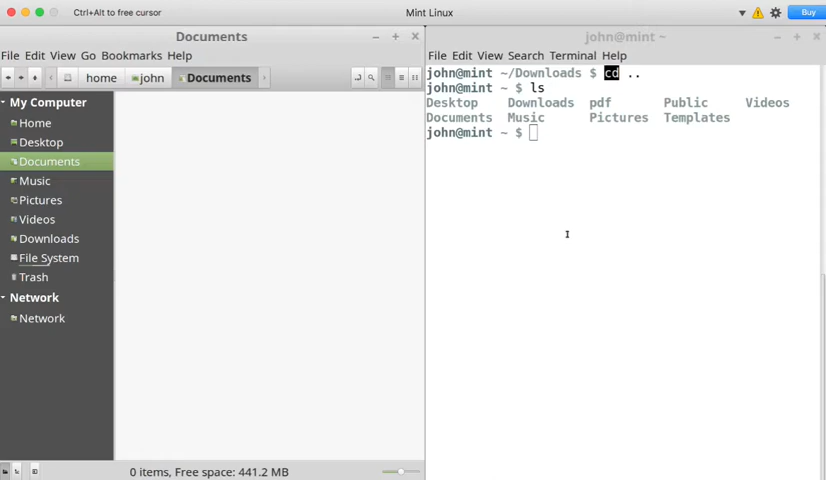 Ctrl+Alt to free cursor
Mint Linux
Buy
Documents
File Edit View Go Bookmarks Help
home john Documents
My Computer
Home
Desktop
Documents
Music
Pictures
Videos
Downloads
File System
Trash
Network
Network
0 items, Free space: 441.2 MB
john@mint ~
File Edit View Search Terminal Help
john@mint ~/Downloads $ cd ..
john@mint ~ $ ls
Desktop Downloads pdf Public Videos
Documents Music Pictures Templates
john@mint ~ $